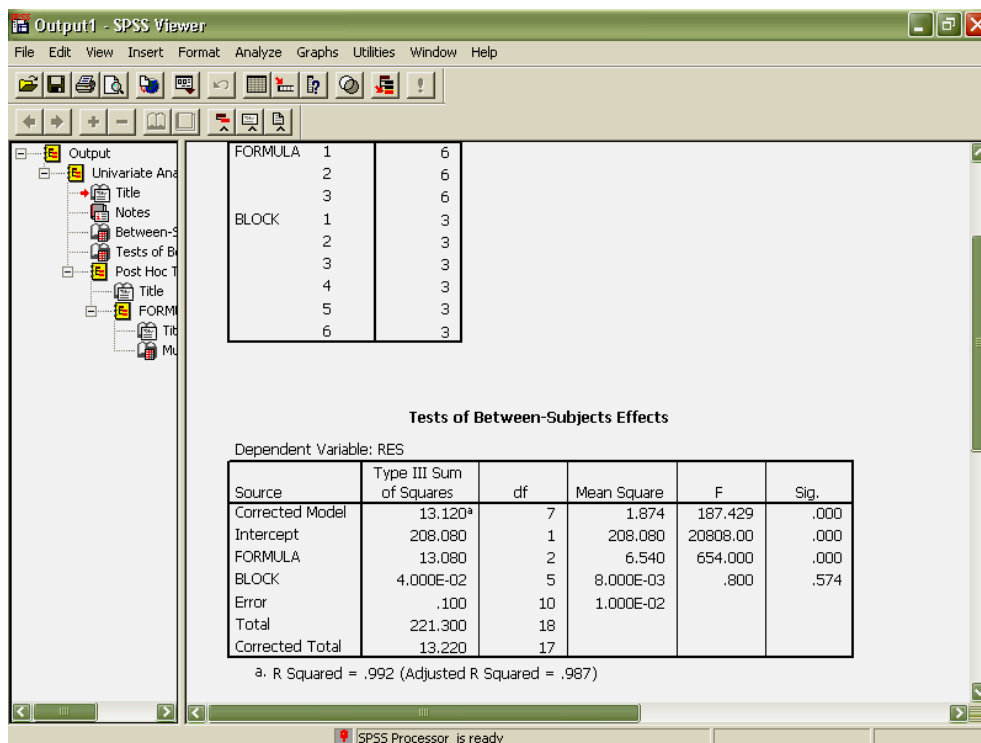 Output1 - SPSS Viewer
File Edit View Insert Format Analyze Graphs Utilities Window Help
Output
Univariate Ana
Title
Notes
Between-S
Tests of Be
Post Hoc T
Title
FORM
Tit
Mu
FORMULA 1 6
2 6
3 6
BLOCK 1 3
2 3
3 3
4 3
5 3
6 3
Tests of Between-Subjects Effects
Dependent Variable: RES
Source Type III Sum of Squares df Mean Square F Sig.
Corrected Model 13.120a 7 1.874 187.429 .000
Intercept 208.080 1 208.080 20808.00 .000
FORMULA 13.080 2 6.540 654.000 .000
BLOCK 4.000E-02 5 8.000E-03 .800 .574
Error .100 10 1.000E-02
Total 221.300 18
Corrected Total 13.220 17
a. R Squared = .992 (Adjusted R Squared = .987)
SPSS Processor is ready